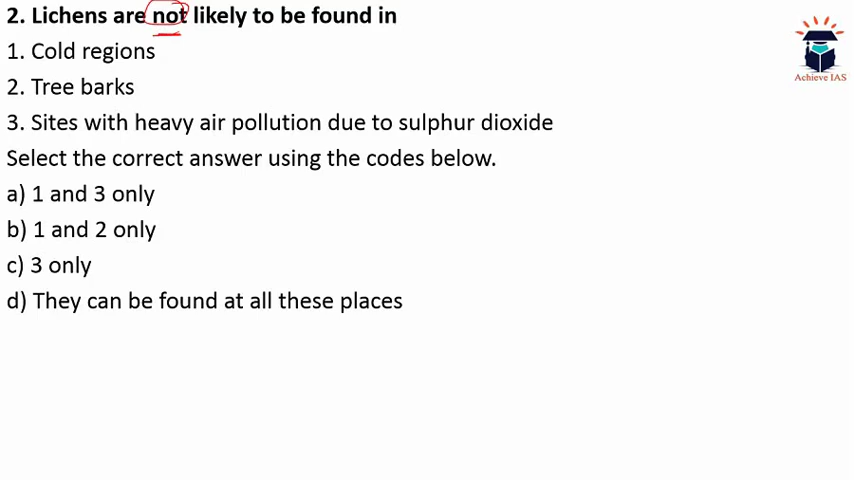 2. Lichens are not likely to be found in
1. Cold regions
2. Tree barks
3. Sites with heavy air pollution due to sulphur dioxide
Select the correct answer using the codes below.
a) 1 and 3 only
b) 1 and 2 only
c) 3 only
d) They can be found at all these places
Achieve IAS